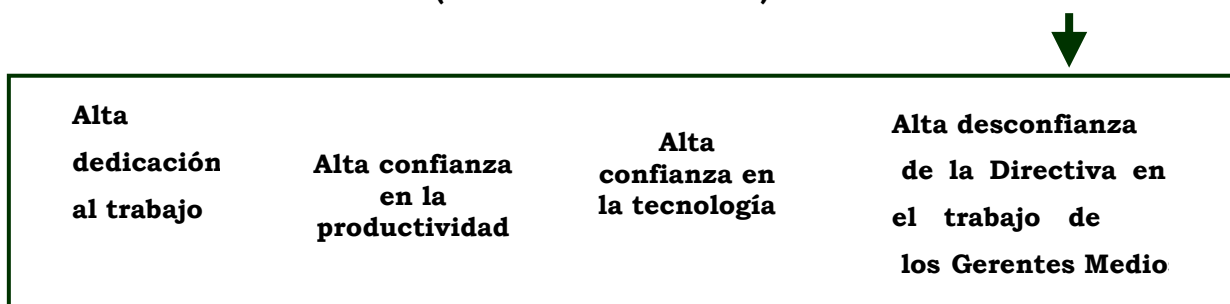 Alta
dedicación
al trabajo
Alta confianza
en la
productividad
Alta
confianza en
la tecnología
Alta desconfianza
de la Directiva en
el trabajo de
los Gerentes Medio